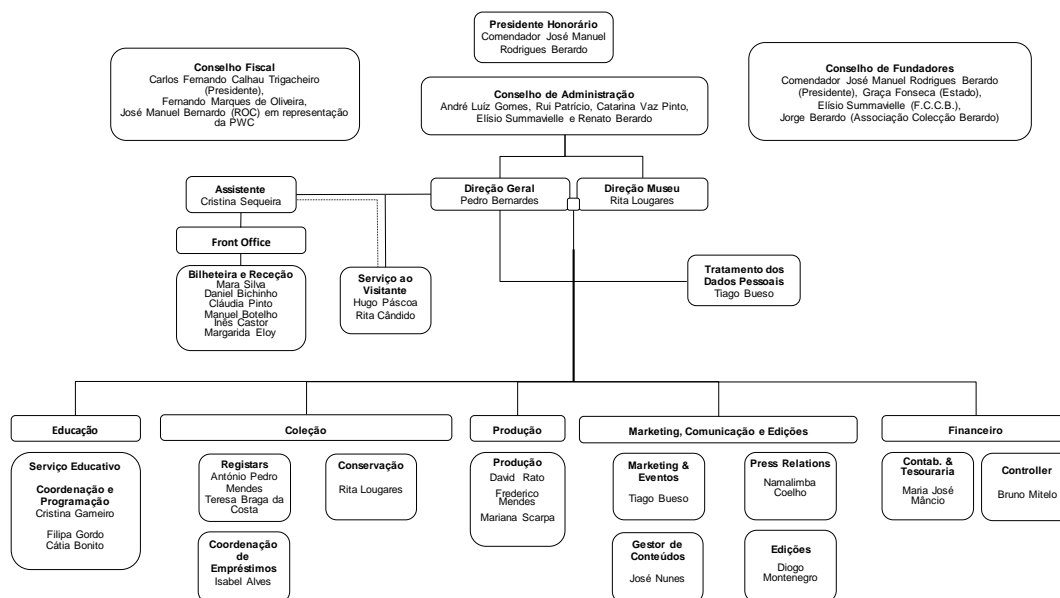 Presidente Honorário
Comendador José Manuel
Rodrigues Berardo
Conselho Fiscal
Carlos Fernando Calhau Trigacheiro
(Presidente),
Fernando Marques de Oliveira,
José Manuel Bernardo (ROC) em representação
da PWC
Conselho de Administração
André Luíz Gomes, Rui Patrício, Catarina Vaz Pinto,
Elísio Summavielle e Renato Berardo
Conselho de Fundadores
Comendador José Manuel Rodrigues Berardo
(Presidente), Graça Fonseca (Estado),
Elísio Summavielle (F.C.C.B.),
Jorge Berardo (Associação Colecção Berardo)
Assistente
Cristina Sequeira
Direção Geral
Pedro Bernardes
Direção Museu
Rita Lougares
Front Office
Bilheteira e Receção
Mara Silva
Daniel Bichinho
Cláudia Pinto
Manuel Botelho
Inês Castor
Margarida Eloy
Serviço ao
Visitante
Hugo Páscoa
Rita Cândido
Tratamento dos
Dados Pessoais
Tiago Bueso
Educação
Coleção
Produção
Marketing, Comunicação e Edições
Financeiro
Serviço Educativo
Coordenação e
Programação
Cristina Gameiro
Filipa Gordo
Cátia Bonito
Registars
António Pedro
Mendes
Teresa Braga da
Costa
Conservação
Rita Lougares
Coordenação
de
Empréstimos
Isabel Alves
Produção
David Rato
Frederico
Mendes
Mariana Scarpa
Marketing &
Eventos
Tiago Bueso
Press Relations
Namalimba
Coelho
Gestor de
Conteúdos
José Nunes
Edições
Diogo
Montenegro
Contab. &
Tesouraria
Maria José
Mâncio
Controller
Bruno Mitelo